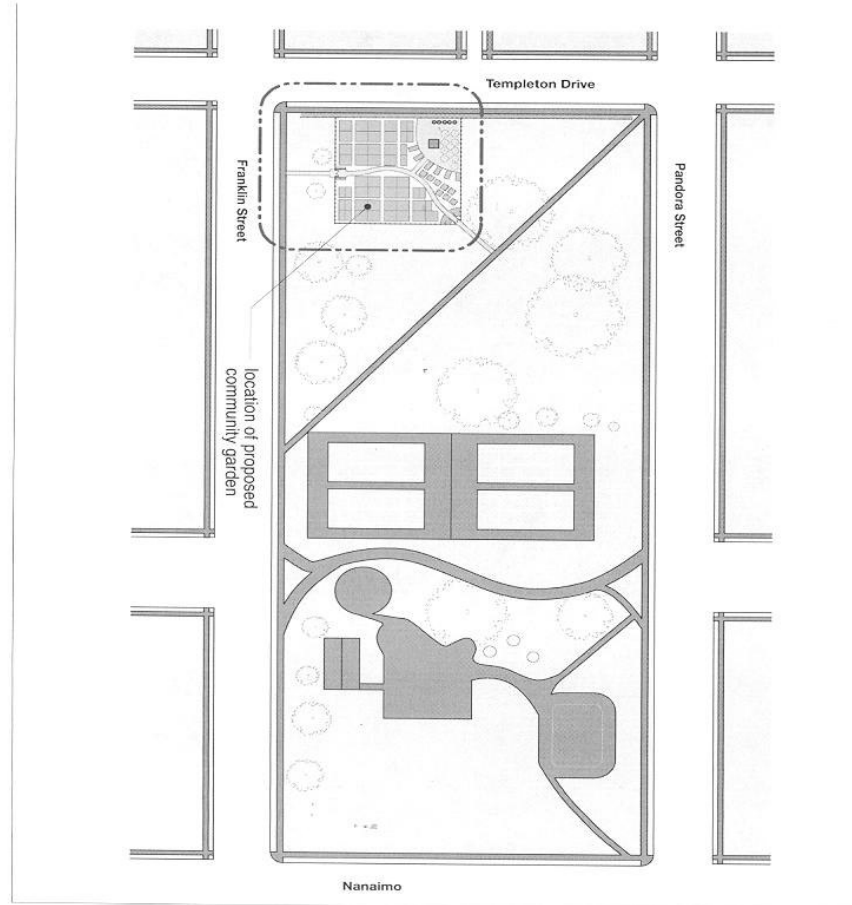 Templeton Drive
Franklin Street
Pandora Street
location of proposed
community garden
Nanaimo